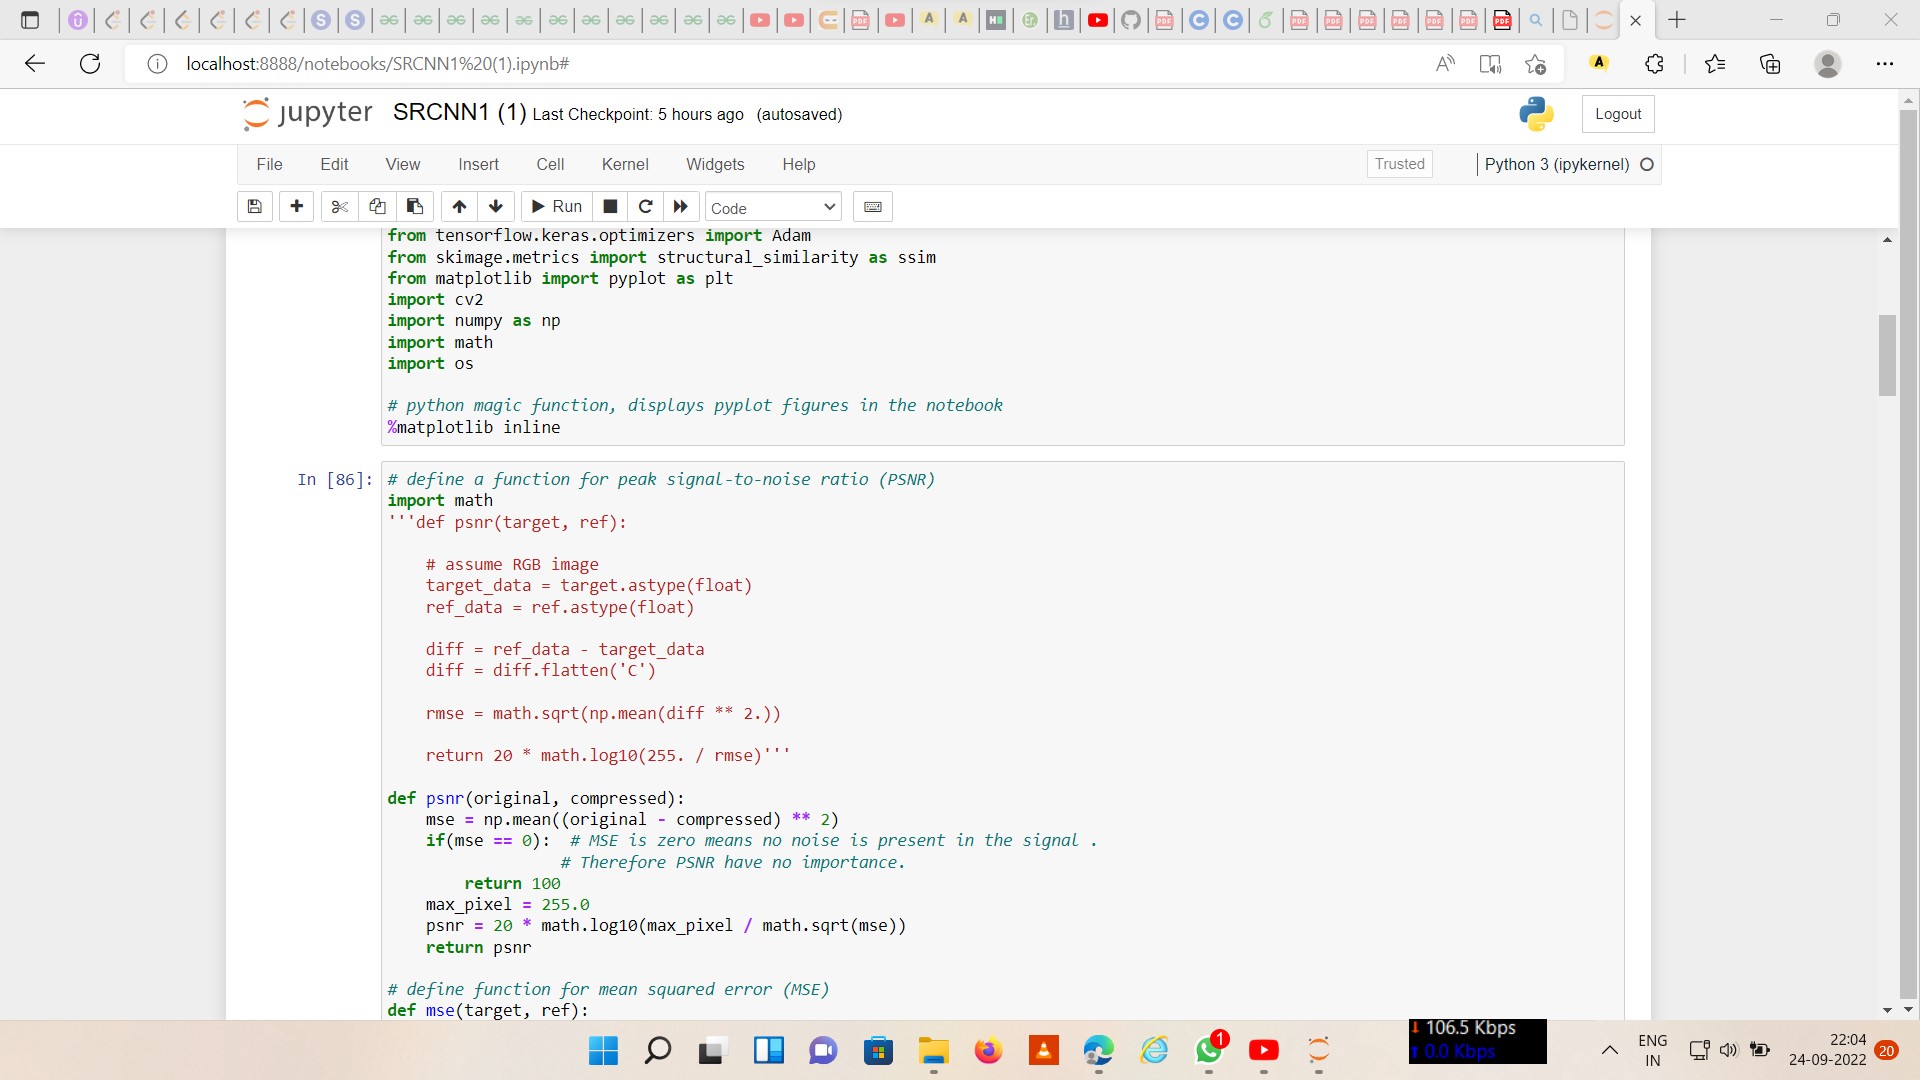 localhost:8888/notebooks/SRCNN1%20(1).ipynb#
jupyter SRCNN1 (1) Last Checkpoint: 5 hours ago (autosaved)
Logout
File Edit View Insert Cell Kernel Widgets Help
Trusted Python 3 (ipykernel)
Run Code
from tensorflow.keras.optimizers import Adam
from skimage.metrics import structural_similarity as ssim
from matplotlib import pyplot as plt
import cv2
import numpy as np
import math
import os
# python magic function, displays pyplot figures in the notebook
%matplotlib inline
In [86]: # define a function for peak signal-to-noise ratio (PSNR)
import math
'''def psnr(target, ref):
# assume RGB image
target_data = target.astype(float)
ref_data = ref.astype(float)
diff = ref_data - target_data
diff = diff.flatten('C')
rmse = math.sqrt(np.mean(diff ** 2.))
return 20 * math.log10(255. / rmse)'''
def psnr(original, compressed):
mse = np.mean((original - compressed) ** 2)
if(mse == 0):  # MSE is zero means no noise is present in the signal .
# Therefore PSNR have no importance.
return 100
max_pixel = 255.0
psnr = 20 * math.log10(max_pixel / math.sqrt(mse))
return psnr
# define function for mean squared error (MSE)
def mse(target, ref):
106.5 Kbps
0.0 Kbps
1
ENG
IN
22:04
24-09-2022
20